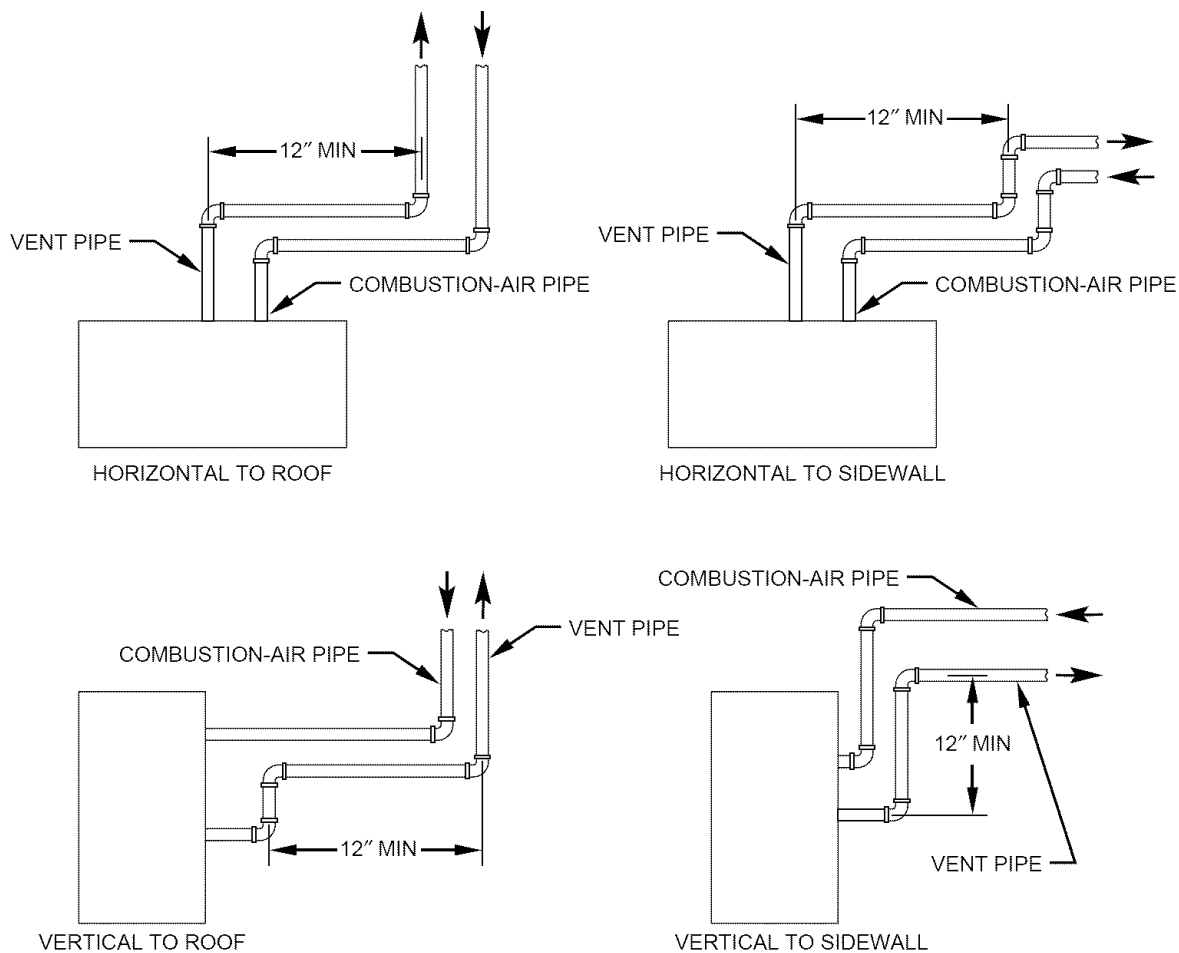 12″ MIN
VENT PIPE
COMBUSTION-AIR PIPE
HORIZONTAL TO ROOF
12″ MIN
VENT PIPE
COMBUSTION-AIR PIPE
HORIZONTAL TO SIDEWALL
COMBUSTION-AIR PIPE
VENT PIPE
12″ MIN
VERTICAL TO ROOF
COMBUSTION-AIR PIPE
12″ MIN
VENT PIPE
VERTICAL TO SIDEWALL